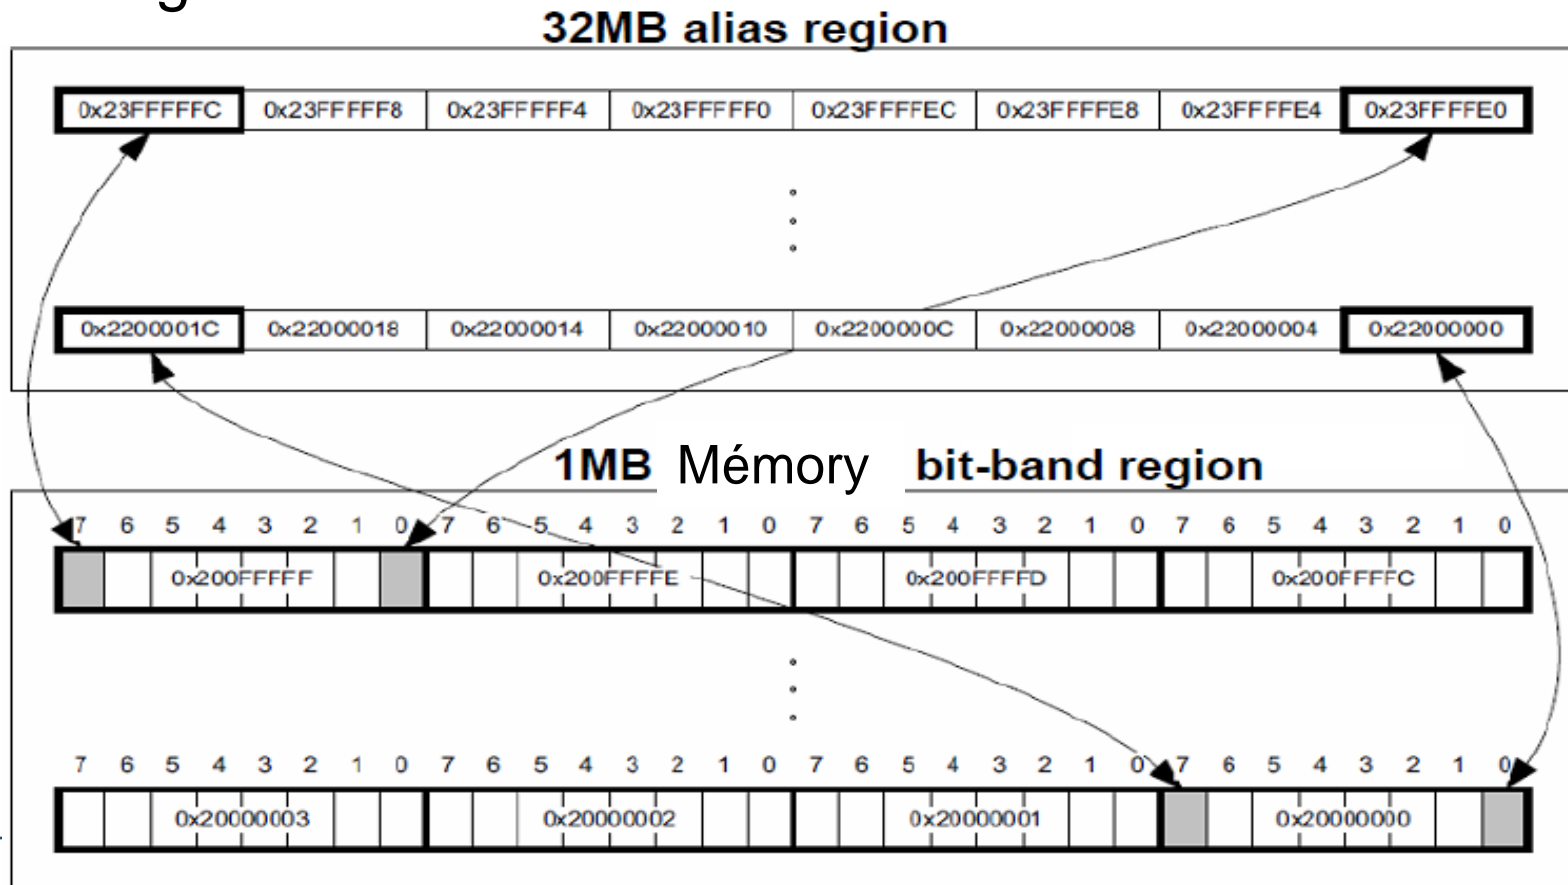 32MB alias region
0x23FFFFFC 0x23FFFFF8 0x23FFFFF4 0x23FFFFF0 0x23FFFFEC 0x23FFFFE8 0x23FFFFE4 0x23FFFFE0
0x2200001C 0x22000018 0x22000014 0x22000010 0x2200000C 0x22000008 0x22000004 0x22000000
1MB Mémory bit-band region
7 6 5 4 3 2 1 0 7 6 5 4 3 2 1 0 7 6 5 4 3 2 1 0 7 6 5 4 3 2 1 0
0x200FFFFF 0x200FFFFE 0x200FFFFD 0x200FFFFC
7 6 5 4 3 2 1 0 7 6 5 4 3 2 1 0 7 6 5 4 3 2 1 0 7 6 5 4 3 2 1 0
0x20000003 0x20000002 0x20000001 0x20000000